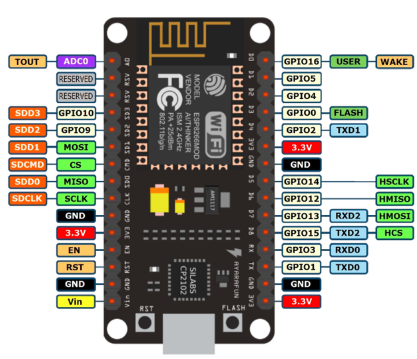 TOUT ADC0 A0 D0 GPIO16 USER WAKE
RESERVED RSV D1 GPIO5
RESERVED RSV D2 GPIO4
SDD3 GPIO10 SD3 D3 GPIO0 FLASH
SDD2 GPIO9 SD2 D4 GPIO2 TXD1
SDD1 MOSI SD1 3V3 3.3V
SDCMD CS CMD GND GND
SDD0 MISO SD0 D5 GPIO14 HSCLK
SDCLK SCLK CLK D6 GPIO12 HMISO
GND GND D7 GPIO13 RXD2 HMOSI
3.3V 3V3 D8 GPIO15 TXD2 HCS
EN EN RX GPIO3 RXD0
RST RST TX GPIO1 TXD0
GND GND GND GND
Vin Vin 3V3 3.3V
MODEL ESP8266MOD
VENDOR AI/THINKER
ISM 2.4GHz
PA +25dBm
802.11b/g/n
FCC
Wi Fi
AMS1117
SILABS
CP2102
AYARAFUN
RST
FLASH